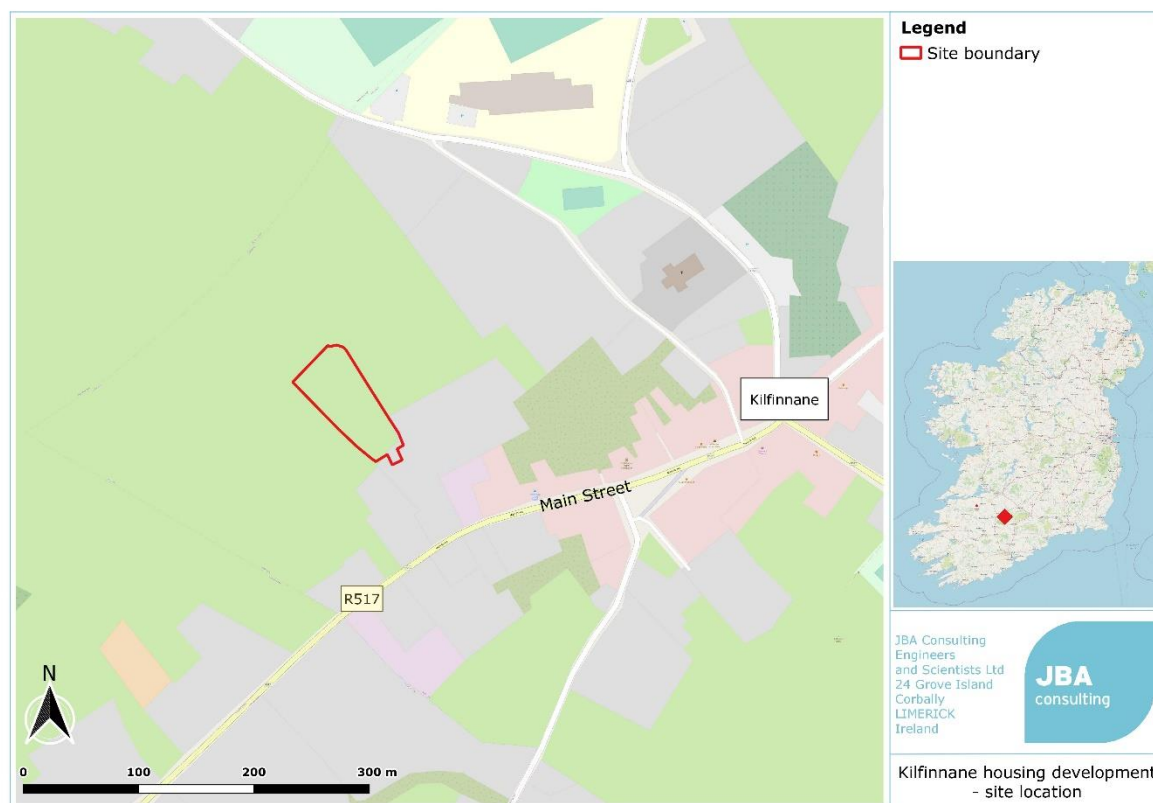 Legend
Site boundary
Kilfinnane
Main Street
R517
N
0 100 200 300 m
JBA Consulting
Engineers
and Scientists Ltd
24 Grove Island
Corbally
LIMERICK
Ireland
JBA
consulting
Kilfinnane housing development
- site location